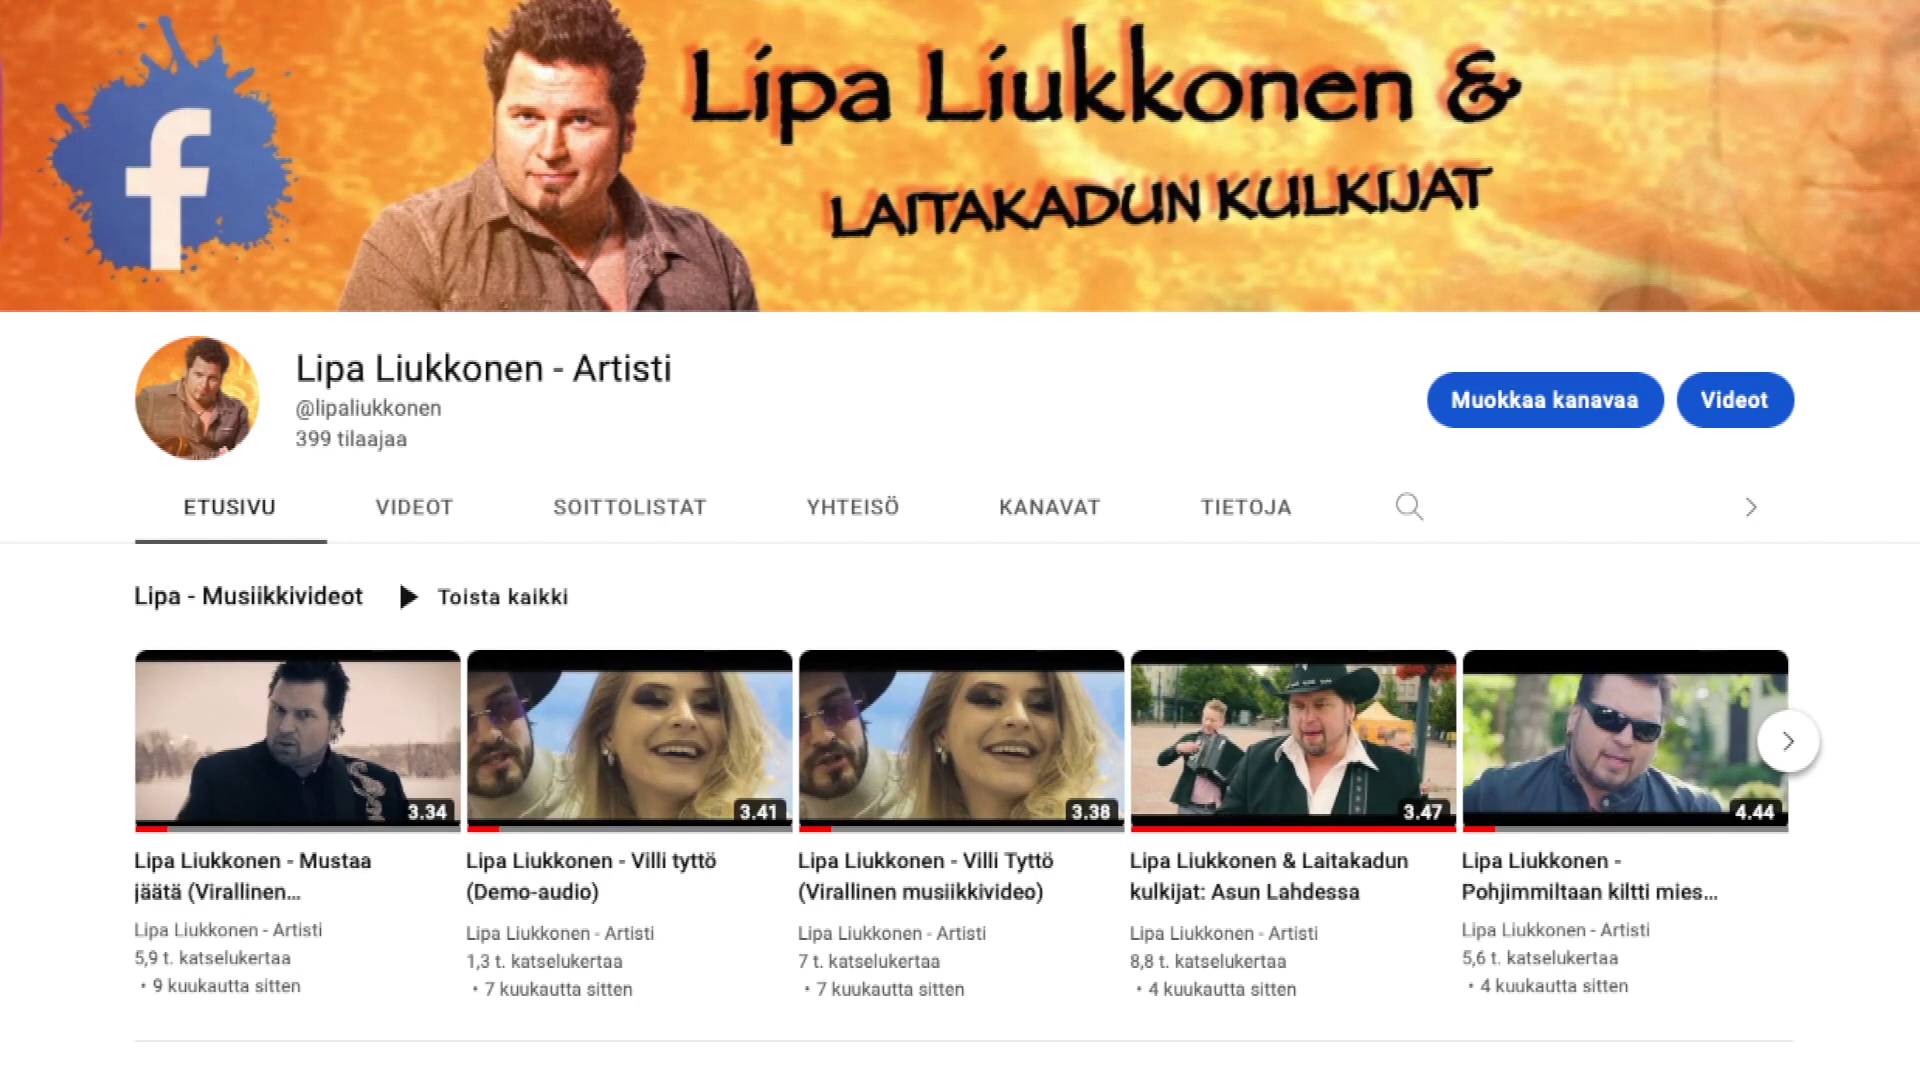 f
Lipa Liukkonen &
LAITAKADUN KULKIJAT
Lipa Liukkonen - Artisti
@lipaliukkonen
399 tilaajaa
Muokkaa kanavaa
Videot
ETUSIVU
VIDEOT
SOITTOLISTAT
YHTEISÖ
KANAVAT
TIETOJA
Lipa - Musiikkivideot
Toista kaikki
3.34
Lipa Liukkonen - Mustaa
jäätä (Virallinen...
Lipa Liukkonen - Artisti
5,9 t. katselukertaa
• 9 kuukautta sitten
3.41
Lipa Liukkonen - Villi tyttö
(Demo-audio)
Lipa Liukkonen - Artisti
1,3 t. katselukertaa
• 7 kuukautta sitten
3.38
Lipa Liukkonen - Villi Tyttö
(Virallinen musiikkivideo)
Lipa Liukkonen - Artisti
7 t. katselukertaa
• 7 kuukautta sitten
3.47
Lipa Liukkonen & Laitakadun
kulkijat: Asun Lahdessa
Lipa Liukkonen - Artisti
8,8 t. katselukertaa
• 4 kuukautta sitten
4.44
Lipa Liukkonen -
Pohjimmiltaan kiltti mies...
Lipa Liukkonen - Artisti
5,6 t. katselukertaa
• 4 kuukautta sitten